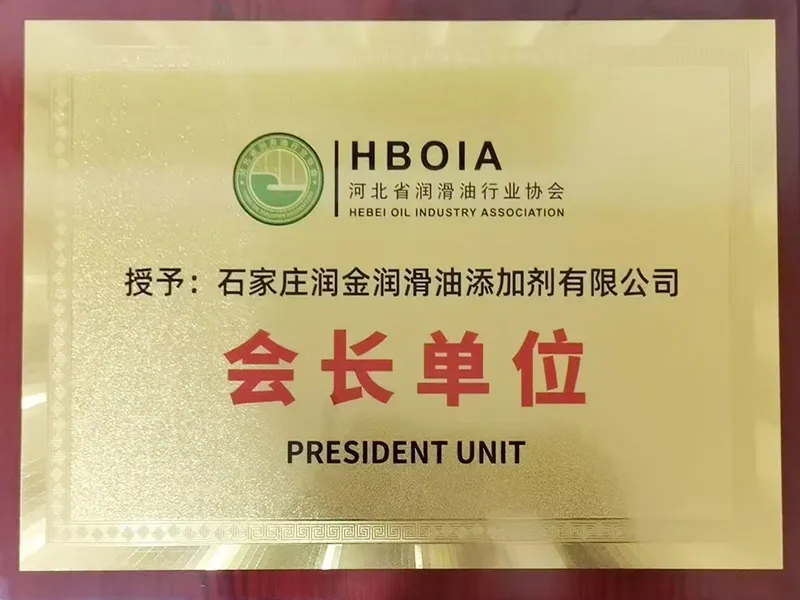 HBOIA
河北省润滑油行业协会
HEBEI OIL INDUSTRY ASSOCIATION
授予：石家庄润金润滑油添加剂有限公司
会长单位
PRESIDENT UNIT